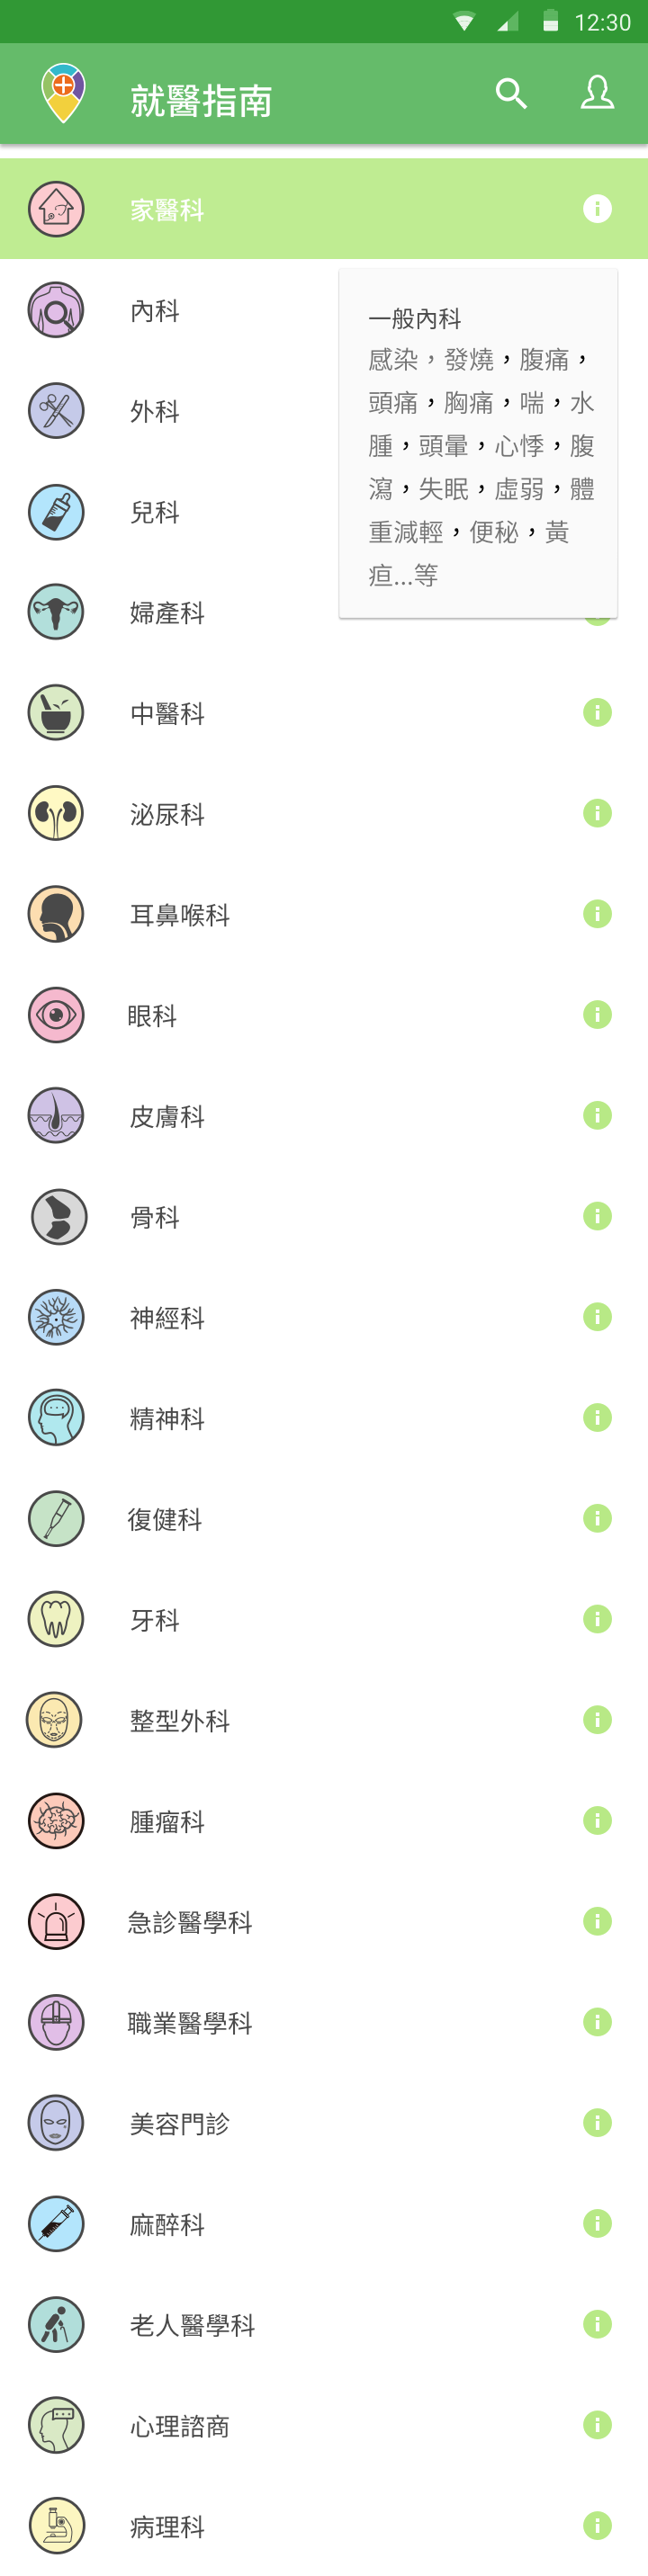 12:30
就醫指南
家醫科
內科
一般內科
感染，發燒，腹痛，
頭痛，胸痛，喘，水
腫，頭暈，心悸，腹
瀉，失眠，虛弱，體
重減輕，便秘，黃
疸...等
外科
兒科
婦產科
中醫科
泌尿科
耳鼻喉科
眼科
皮膚科
骨科
神經科
精神科
復健科
牙科
整型外科
腫瘤科
急診醫學科
職業醫學科
美容門診
麻醉科
老人醫學科
心理諮商
病理科